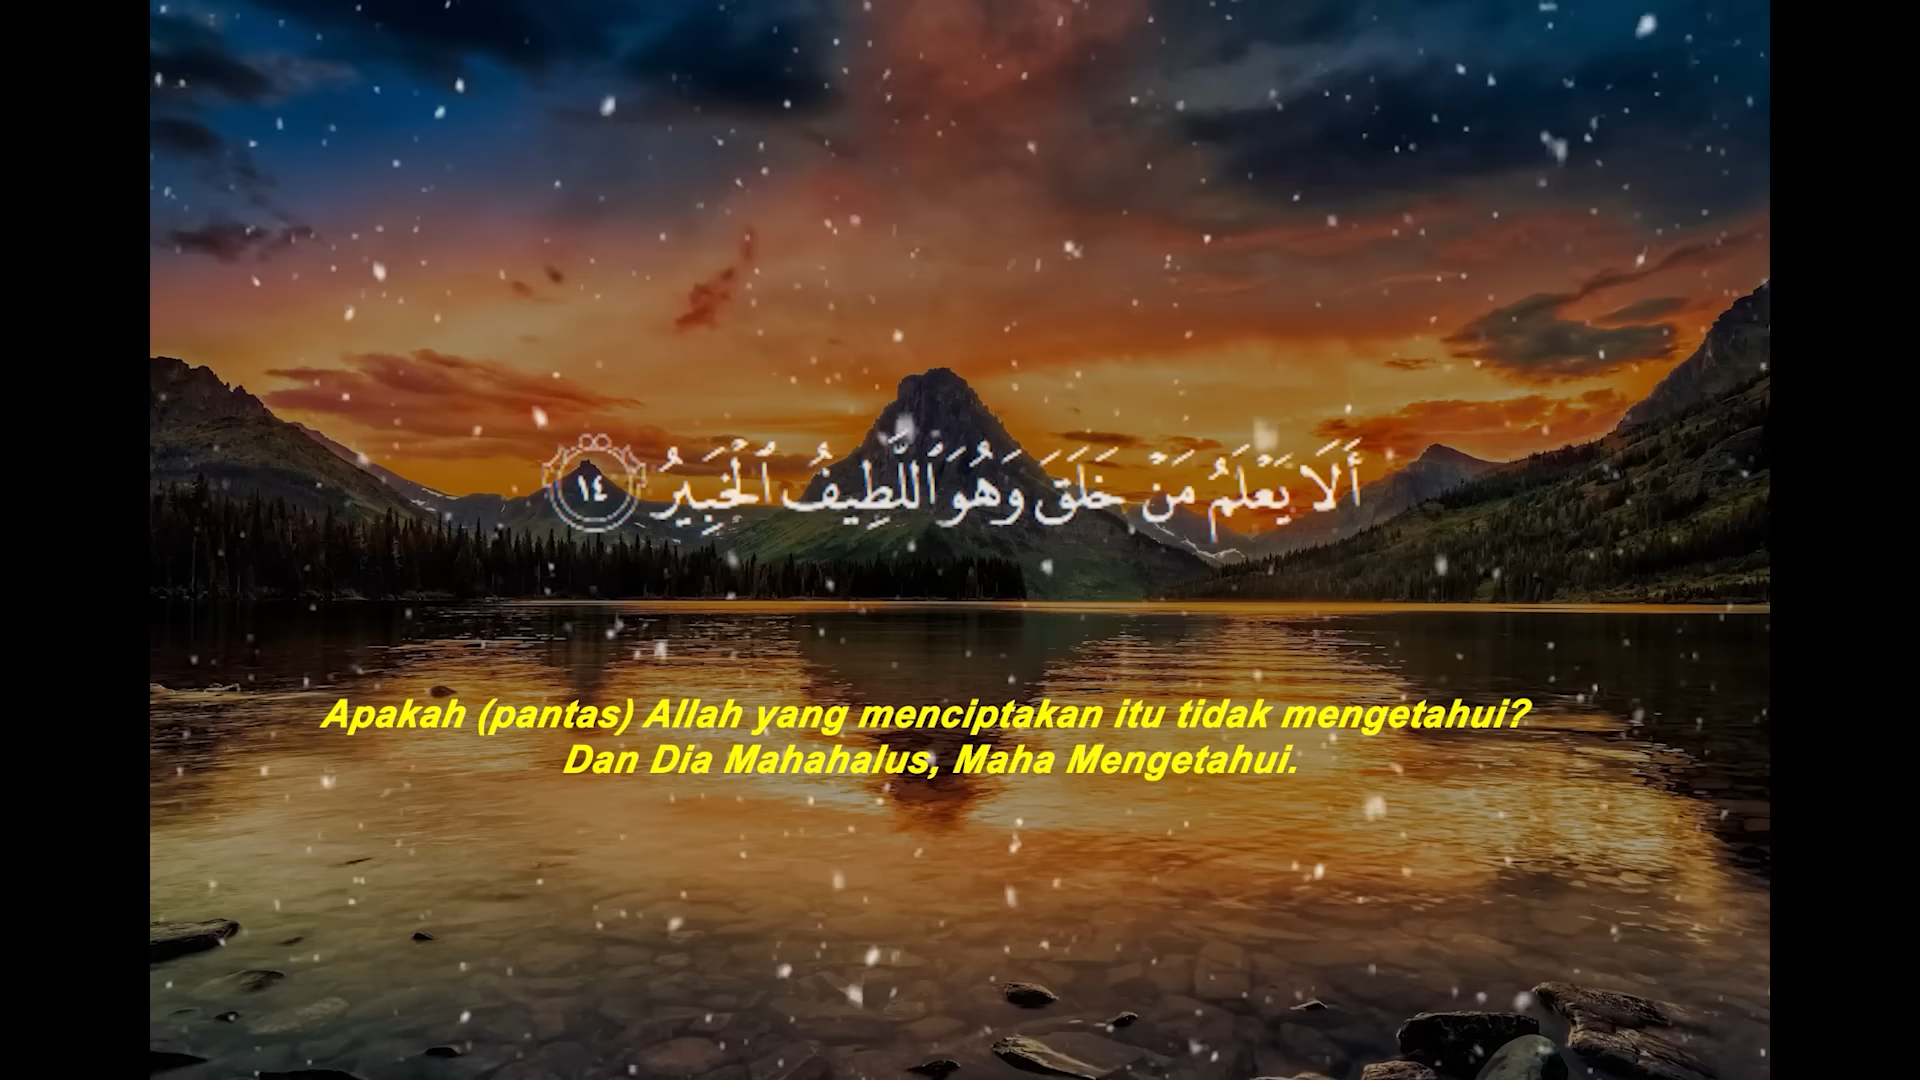 أَلَا يَعْلَمُ مَنْ خَلَقَ وَهُوَ ٱللَّطِيفُ ٱلْخَبِيرُ ١٤
Apakah (pantas) Allah yang menciptakan itu tidak mengetahui?
Dan Dia Mahahalus, Maha Mengetahui.